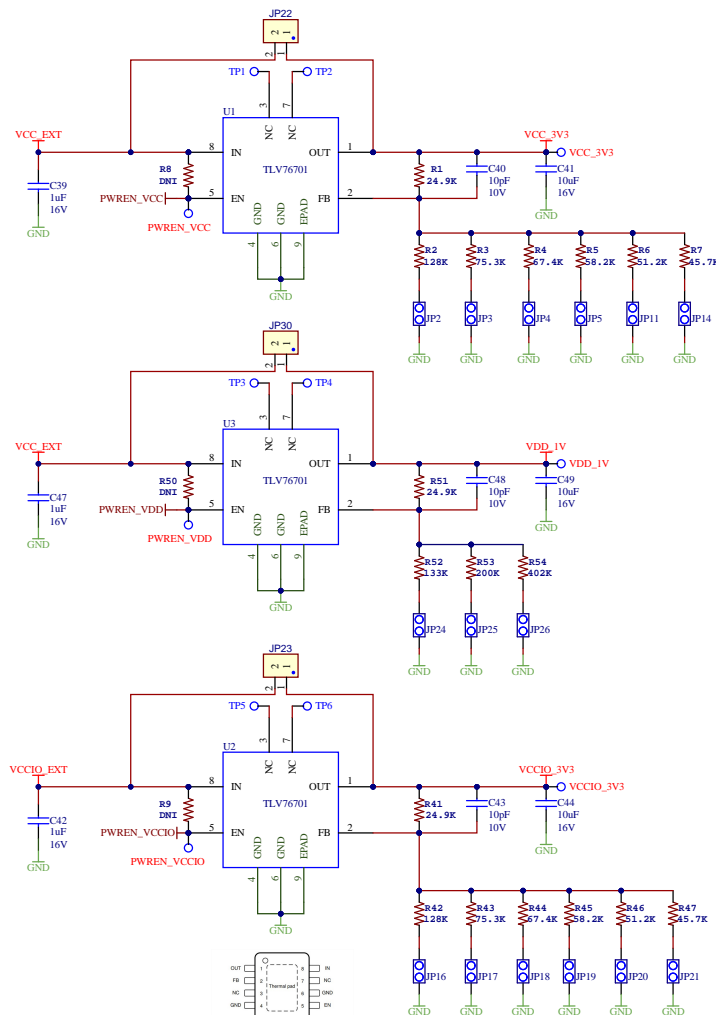 JP22
2 1
2 1
TP1 TP2
3 7
U1 NC NC
VCC_EXT VCC_3V3
8 IN OUT 1 VCC_3V3
R8 DNI TLV76701 R1 24.9K C40 10pF 10V C41 10uF 16V
C39 1uF 16V
PWREN_VCC 5 EN FB 2
GND GND EPAD GND
GND PWREN_VCC
4 6 9
R2 128K R3 75.3K R4 67.4K R5 58.2K R6 51.2K R7 45.7K
GND
JP2 JP3 JP4 JP5 JP11 JP14
JP30
GND GND GND GND GND GND
2 1
2 1
TP3 TP4
3 7
U3 NC NC
VCC_EXT VDD_1V
8 IN OUT 1 VDD_1V
R50 DNI TLV76701 R51 24.9K C48 10pF 10V C49 10uF 16V
C47 1uF 16V
PWREN_VDD 5 EN FB 2
GND GND EPAD GND
GND PWREN_VDD
4 6 9
R52 133K R53 200K R54 402K
GND
JP24 JP25 JP26
JP23
GND GND GND
2 1
2 1
TP5 TP6
3 7
U2 NC NC
VCCIO_EXT VCCIO_3V3
8 IN OUT 1 VCCIO_3V3
R9 DNI TLV76701 R41 24.9K C43 10pF 10V C44 10uF 16V
C42 1uF 16V
PWREN_VCCIO 5 EN FB 2
GND GND EPAD GND
GND PWREN_VCCIO
4 6 9
R42 128K R43 75.3K R44 67.4K R45 58.2K R46 51.2K R47 45.7K
GND
JP16 JP17 JP18 JP19 JP20 JP21
GND GND GND GND GND GND
OUT 1 8 IN
FB 2 7 NC
Thermal pad
NC 3 6 GND
GND 4 5 EN